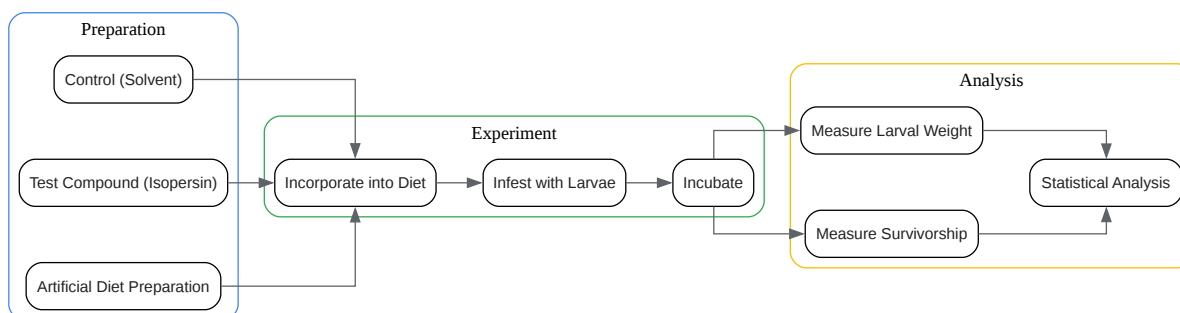 Preparation
Control (Solvent)
Test Compound (Isopersin)
Artificial Diet Preparation
Experiment
Incorporate into Diet
Infest with Larvae
Incubate
Analysis
Measure Larval Weight
Measure Survivorship
Statistical Analysis